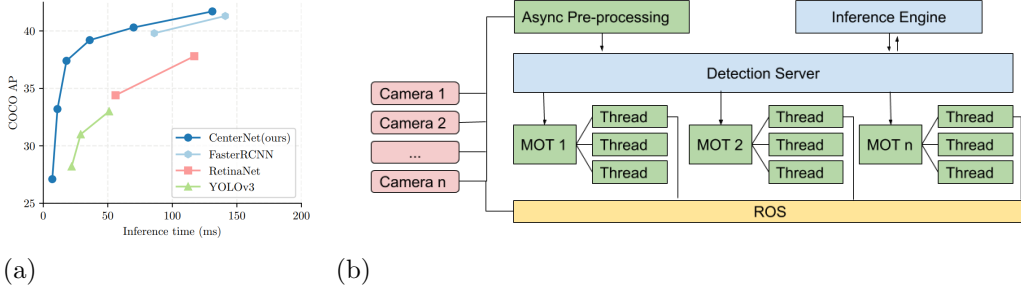 40
35
30
25
0
50
100
150
200
COCO AP
Inference time (ms)
CenterNet(ours)
FasterRCNN
RetinaNet
YOLOv3
(a)
Async Pre-processing
Inference Engine
Detection Server
Camera 1
Camera 2
...
Camera n
MOT 1
Thread
Thread
Thread
MOT 2
Thread
Thread
Thread
MOT n
Thread
Thread
Thread
ROS
(b)